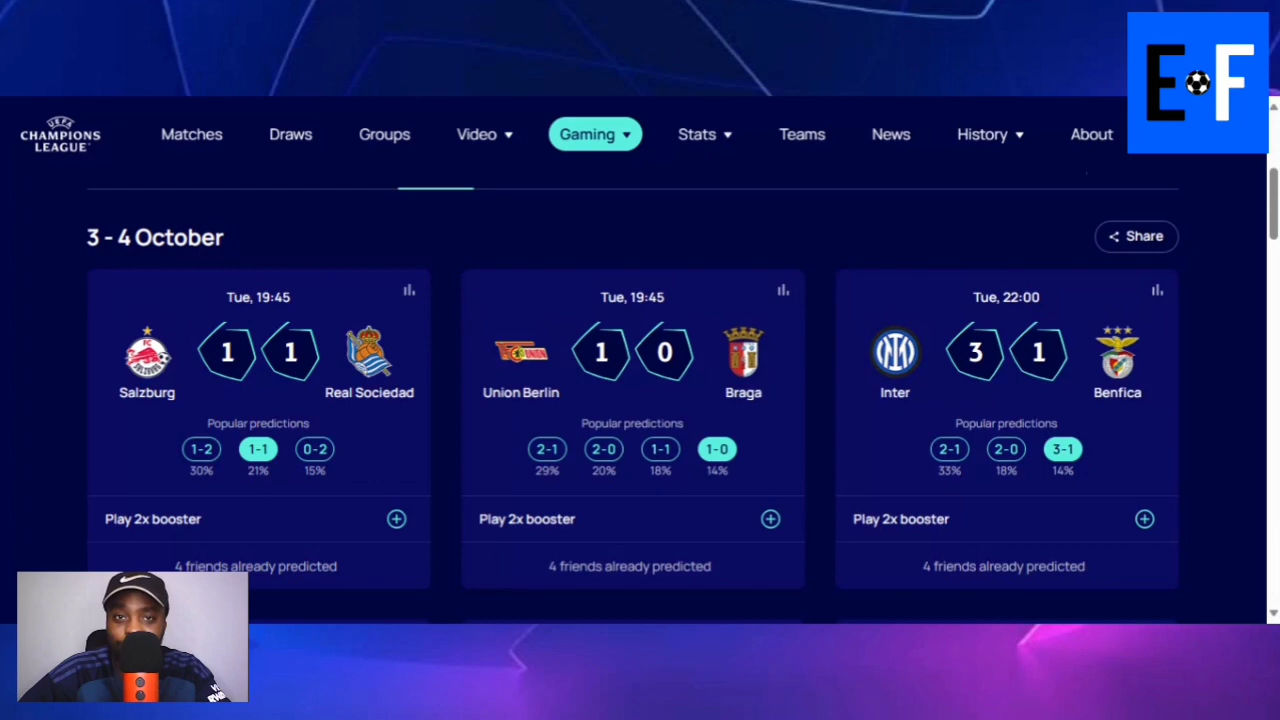 E F
UEFA
CHAMPIONS
LEAGUE
Matches
Draws
Groups
Video
Gaming
Stats
Teams
News
History
About
3 - 4 October
Share
Tue, 19:45
1 1
Salzburg
Real Sociedad
Popular predictions
1-2 1-1 0-2
30% 21% 15%
Play 2x booster
4 friends already predicted
Tue, 19:45
1 0
UNION
Union Berlin
Braga
Popular predictions
2-1 2-0 1-1 1-0
29% 20% 18% 14%
Play 2x booster
4 friends already predicted
Tue, 22:00
3 1
Inter
Benfica
Popular predictions
2-1 2-0 3-1
33% 18% 14%
Play 2x booster
4 friends already predicted